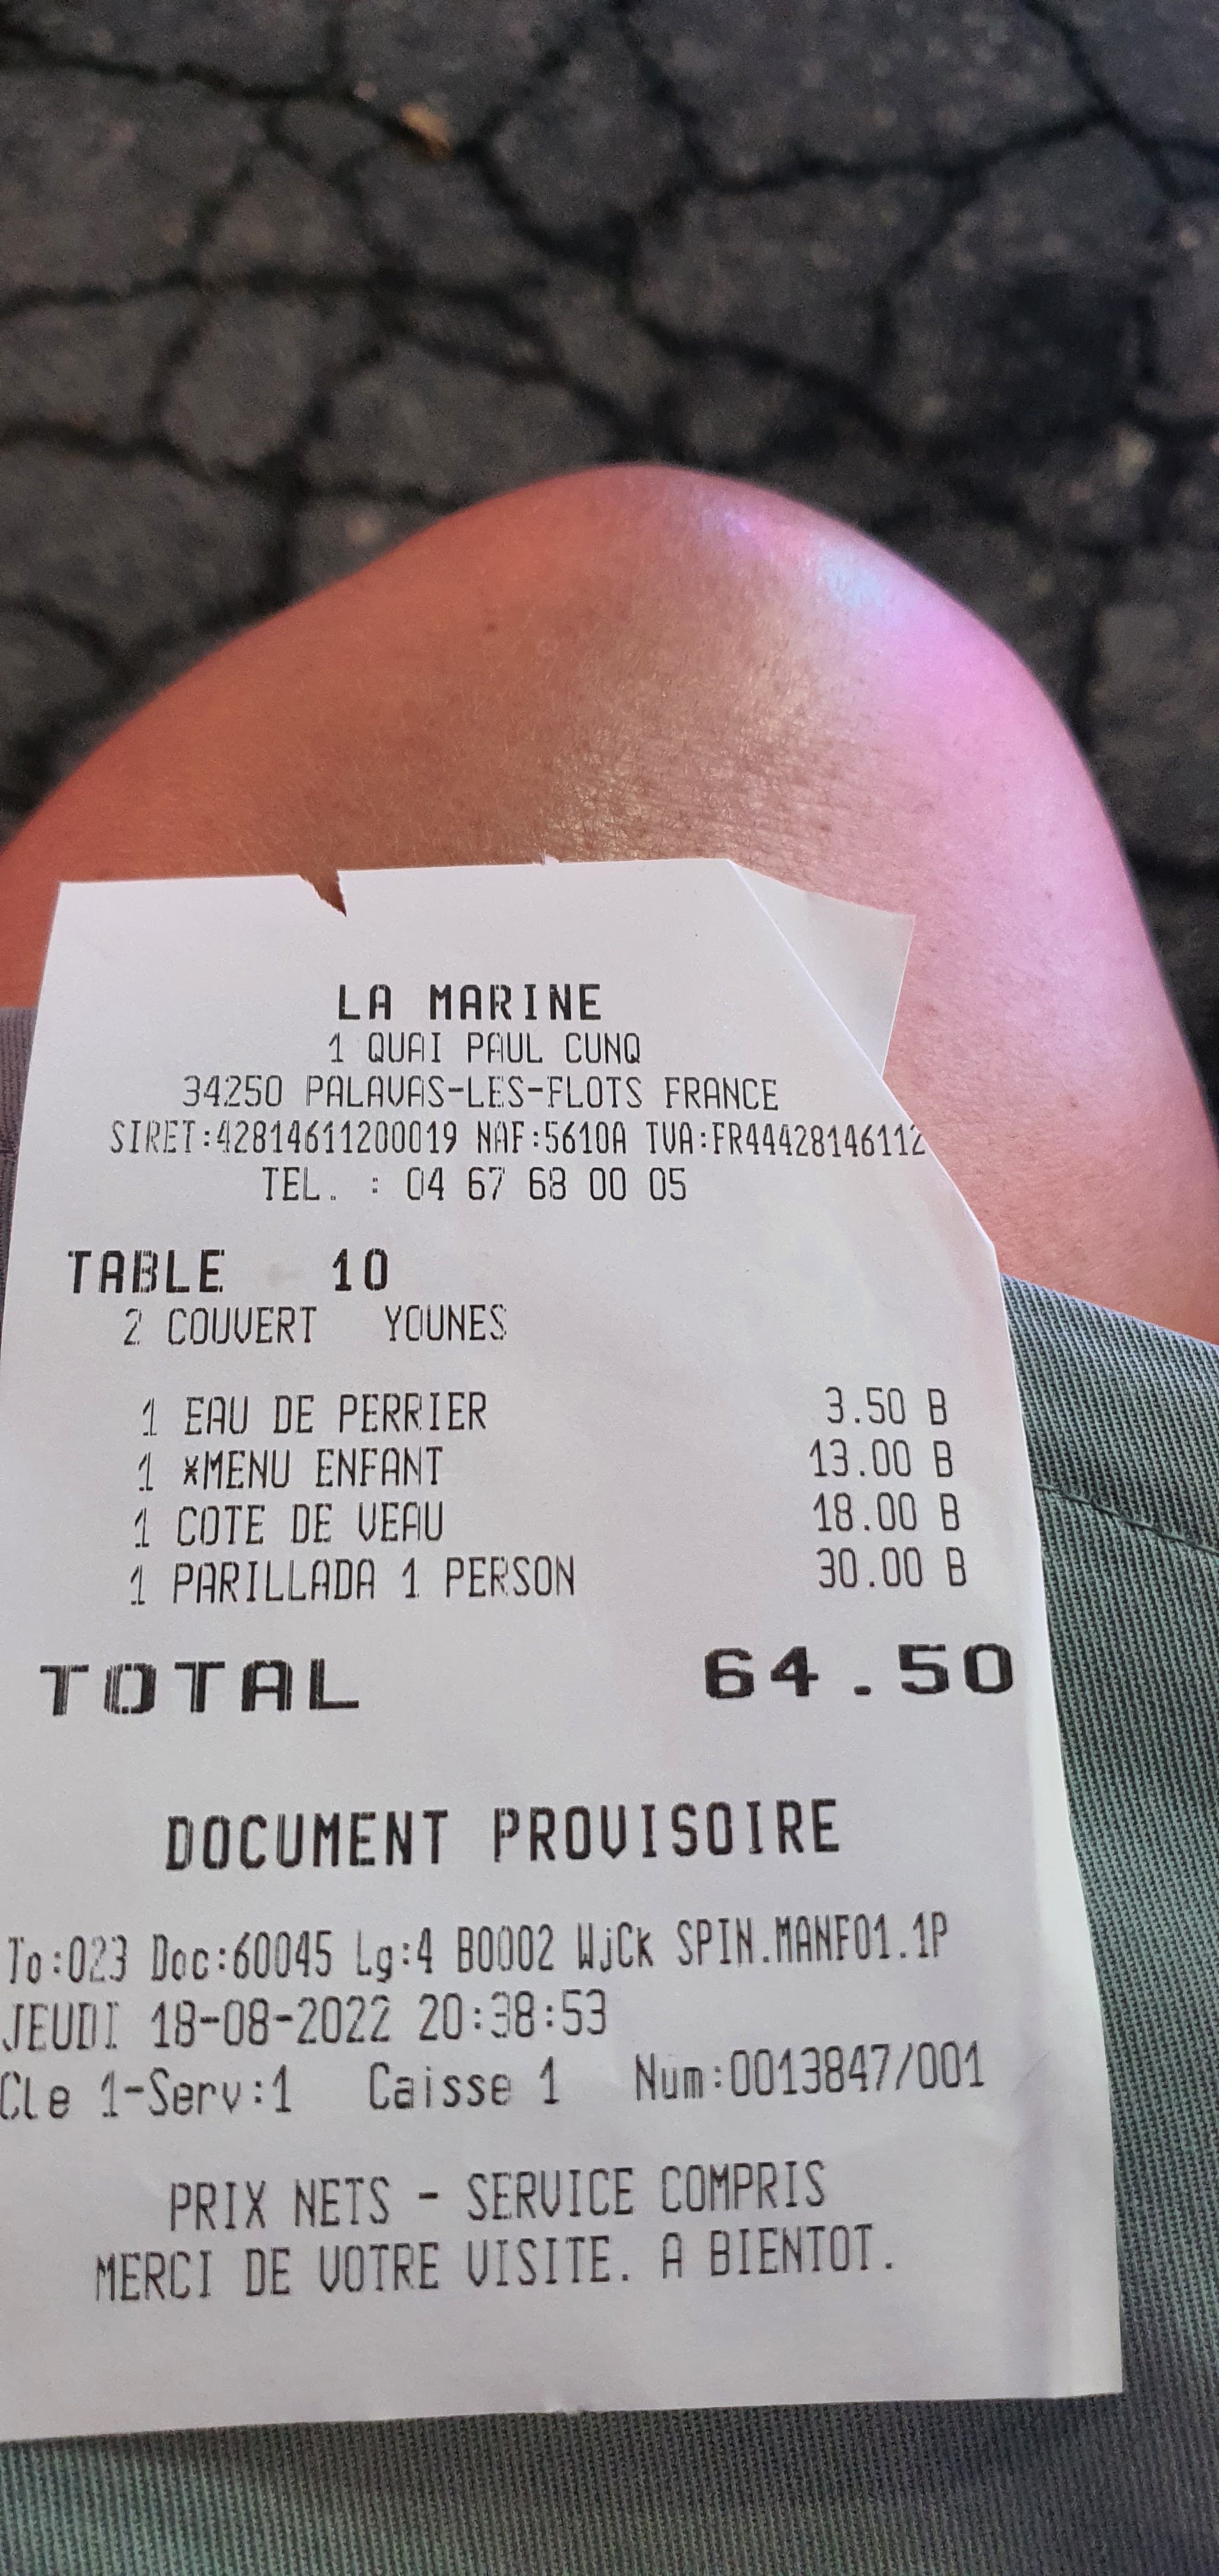 LA MARINE
1 QUAI PAUL CUNQ
34250 PALAVAS-LES-FLOTS FRANCE
SIRET:42814611200019 NAF:5610A TVA:FR44428146112
TEL. : 04 67 68 00 05
TABLE 10
2 COUVERT YOUNES
1 EAU DE PERRIER 3.50 B
1 *MENU ENFANT 13.00 B
1 COTE DE VEAU 18.00 B
1 PARILLADA 1 PERSON 30.00 B
TOTAL 64.50
DOCUMENT PROVISOIRE
To:023 Doc:60045 Lg:4 B0002 WjCk SPIN.MANF01.1P
JEUDI 18-08-2022 20:38:53
Cle 1-Serv:1 Caisse 1 Num:0013847/001
PRIX NETS - SERVICE COMPRIS
MERCI DE VOTRE VISITE. A BIENTOT.